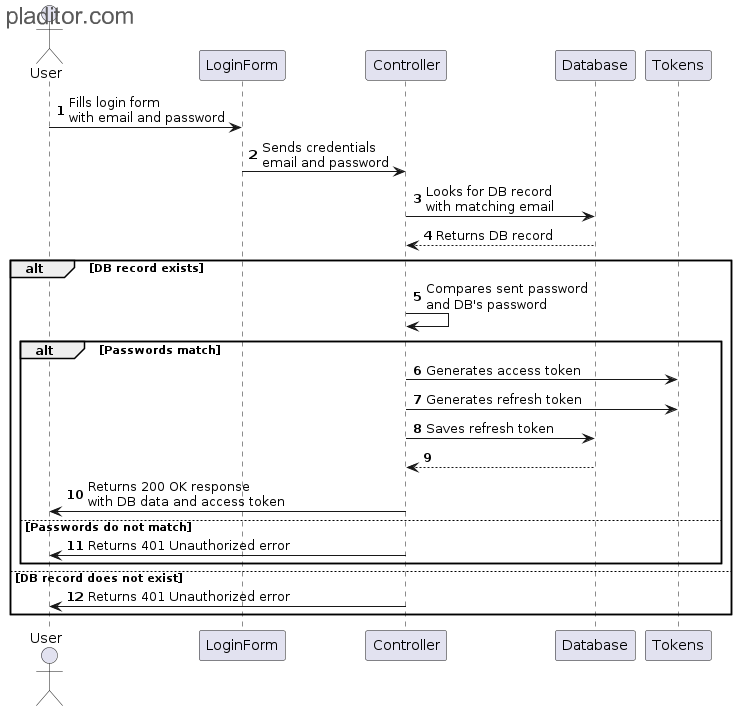 pladitor.com
User
LoginForm
Controller
Database
Tokens
1 Fills login form
with email and password
2 Sends credentials
email and password
3 Looks for DB record
with matching email
4 Returns DB record
alt [DB record exists]
5 Compares sent password
and DB's password
alt [Passwords match]
6 Generates access token
7 Generates refresh token
8 Saves refresh token
9
10 Returns 200 OK response
with DB data and access token
[Passwords do not match]
11 Returns 401 Unauthorized error
[DB record does not exist]
12 Returns 401 Unauthorized error
User
LoginForm
Controller
Database
Tokens